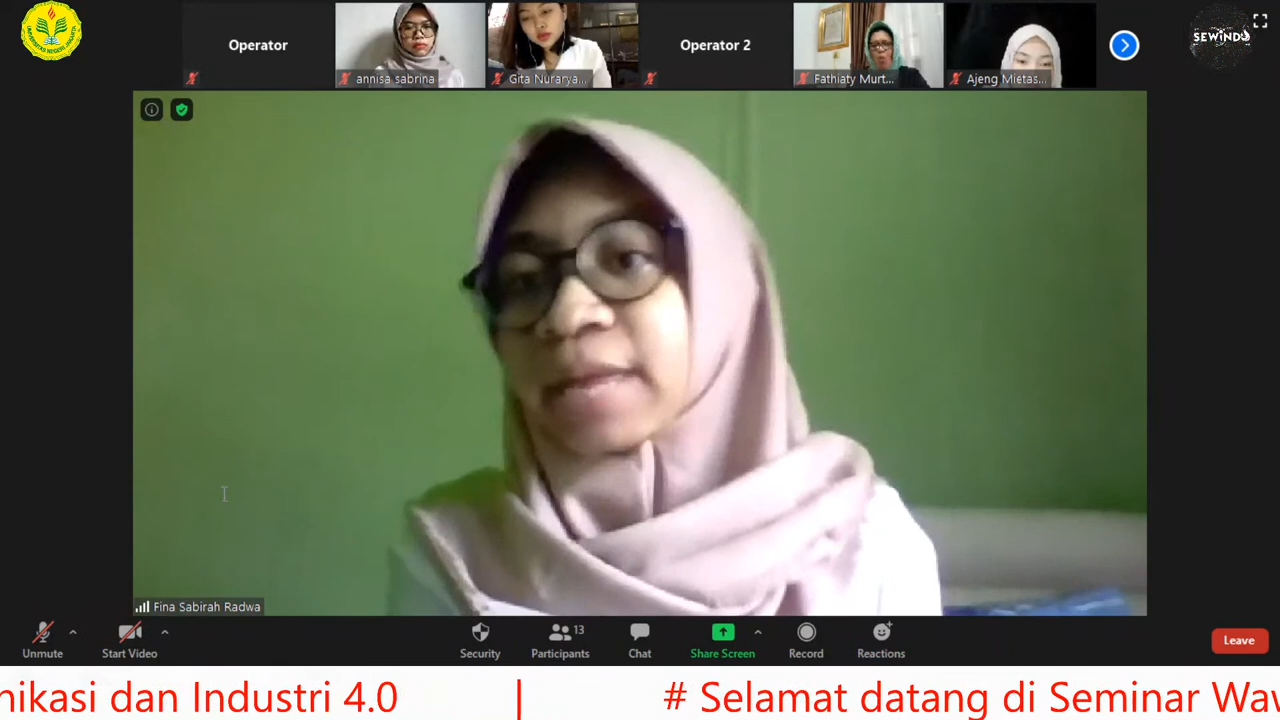 Operator
annisa sabrina
Gita Nurarya...
Operator 2
Fathiaty Murt...
Ajeng Mietas...
SEWINDU
Fina Sabirah Radwa
Unmute
Start Video
Security
13
Participants
Chat
Share Screen
Record
Reactions
Leave
nikasi dan Industri 4.0 | # Selamat datang di Seminar Waw